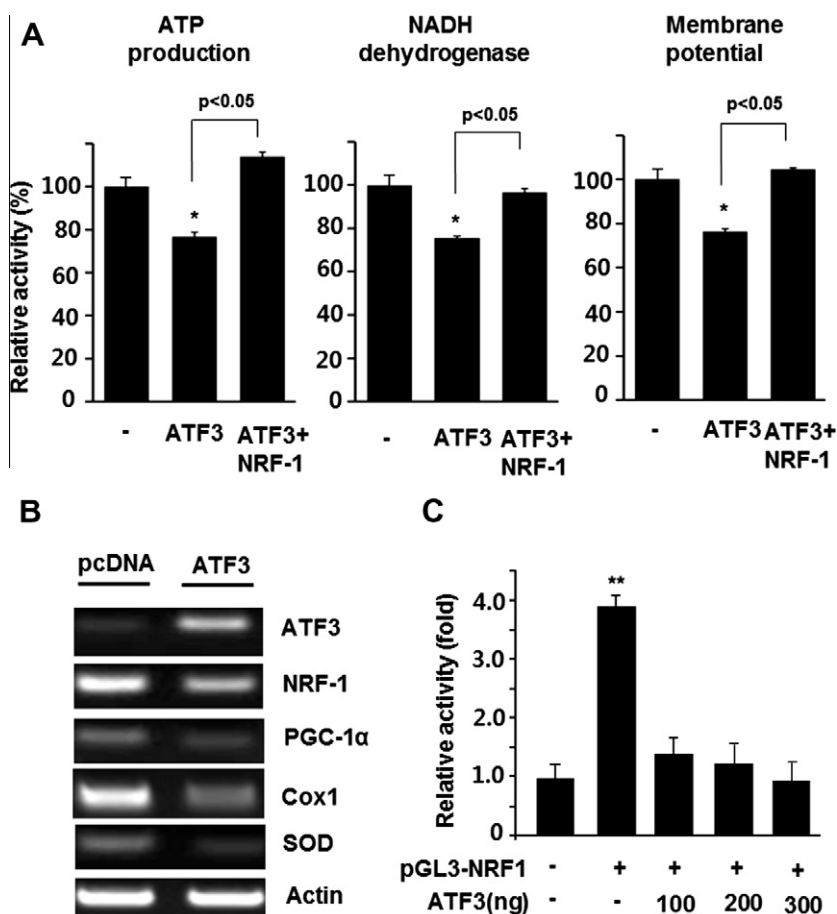 A
ATP
production
NADH
dehydrogenase
Membrane
potential
p<0.05
p<0.05
p<0.05
Relative activity (%)
100
80
60
40
20
0
*
- ATF3 ATF3+
NRF-1
100
80
60
40
20
0
*
- ATF3 ATF3+
NRF-1
100
80
60
40
20
0
*
- ATF3 ATF3+
NRF-1
B
pcDNA ATF3
ATF3
NRF-1
PGC-1α
Cox1
SOD
Actin
C
Relative activity (fold)
4.0
3.0
2.0
1.0
0
**
pGL3-NRF1 - + + + +
ATF3(ng) - - 100 200 300